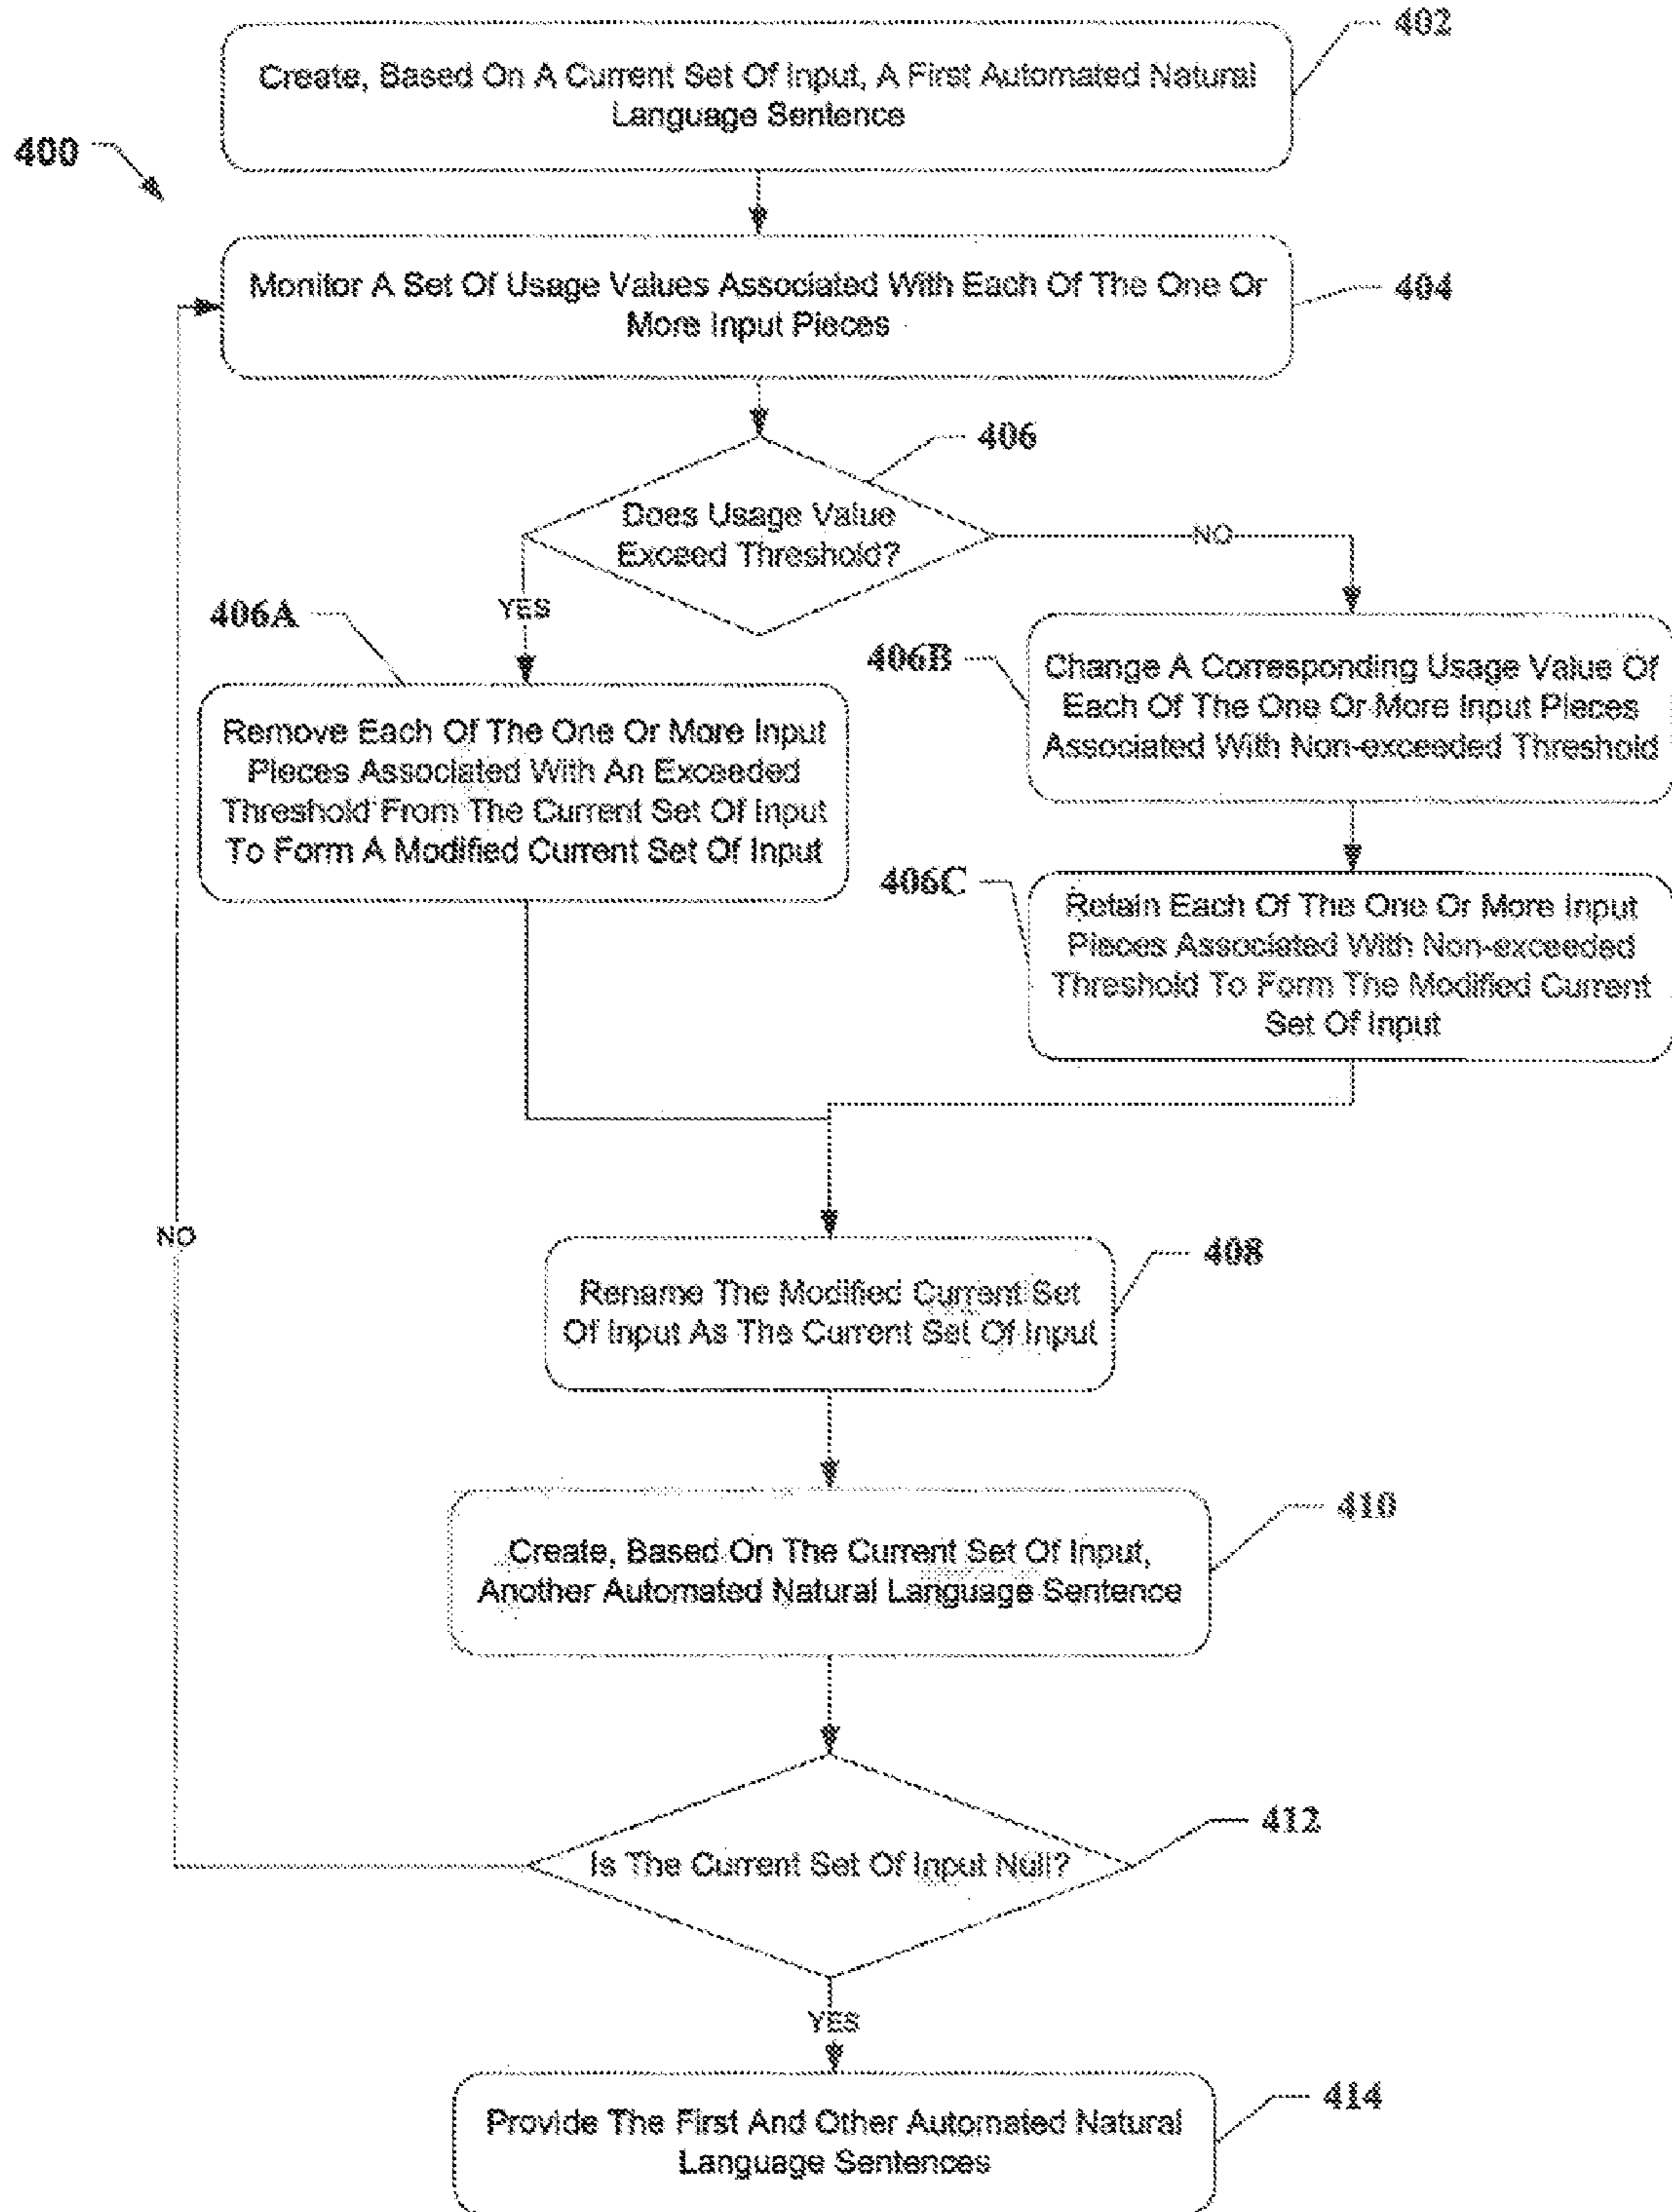 402
Create, Based On A Current Set Of Input, A First Automated Natural
Language Sentence
400
Monitor A Set Of Usage Values Associated With Each Of The One Or
More Input Pieces
404
406
Does Usage Value
Exceed Threshold?
NO
YES
406A
Remove Each Of The One Or More Input
Pieces Associated With An Exceeded
Threshold From The Current Set Of Input
To Form A Modified Current Set Of Input
406B
Change A Corresponding Usage Value Of
Each Of The One Or More Input Pieces
Associated With Non-exceeded Threshold
406C
Retain Each Of The One Or More Input
Pieces Associated With Non-exceeded
Threshold To Form The Modified Current
Set Of Input
NO
408
Rename The Modified Current Set
Of Input As The Current Set Of Input
410
Create, Based On The Current Set Of Input,
Another Automated Natural Language Sentence
412
Is The Current Set Of Input Null?
YES
414
Provide The First And Other Automated Natural
Language Sentences